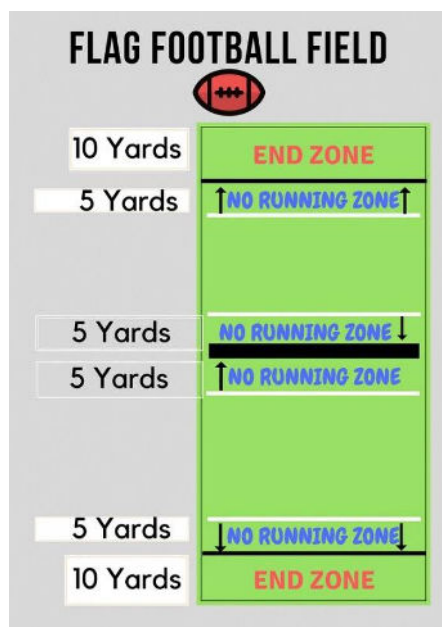 FLAG FOOTBALL FIELD
10 Yards END ZONE
5 Yards ↑NO RUNNING ZONE↑
5 Yards NO RUNNING ZONE↓
5 Yards ↑NO RUNNING ZONE
5 Yards ↓NO RUNNING ZONE↓
10 Yards END ZONE